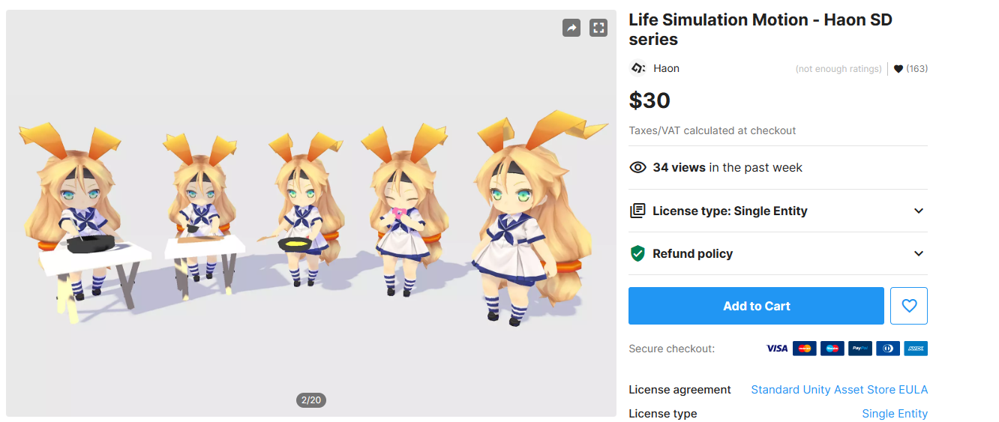 Life Simulation Motion - Haon SD
series
Haon
(not enough ratings)
(163)
$30
Taxes/VAT calculated at checkout
34 views in the past week
License type: Single Entity
Refund policy
Add to Cart
Secure checkout:
VISA
PayPal
AMEX
License agreement
Standard Unity Asset Store EULA
License type
Single Entity
2/20